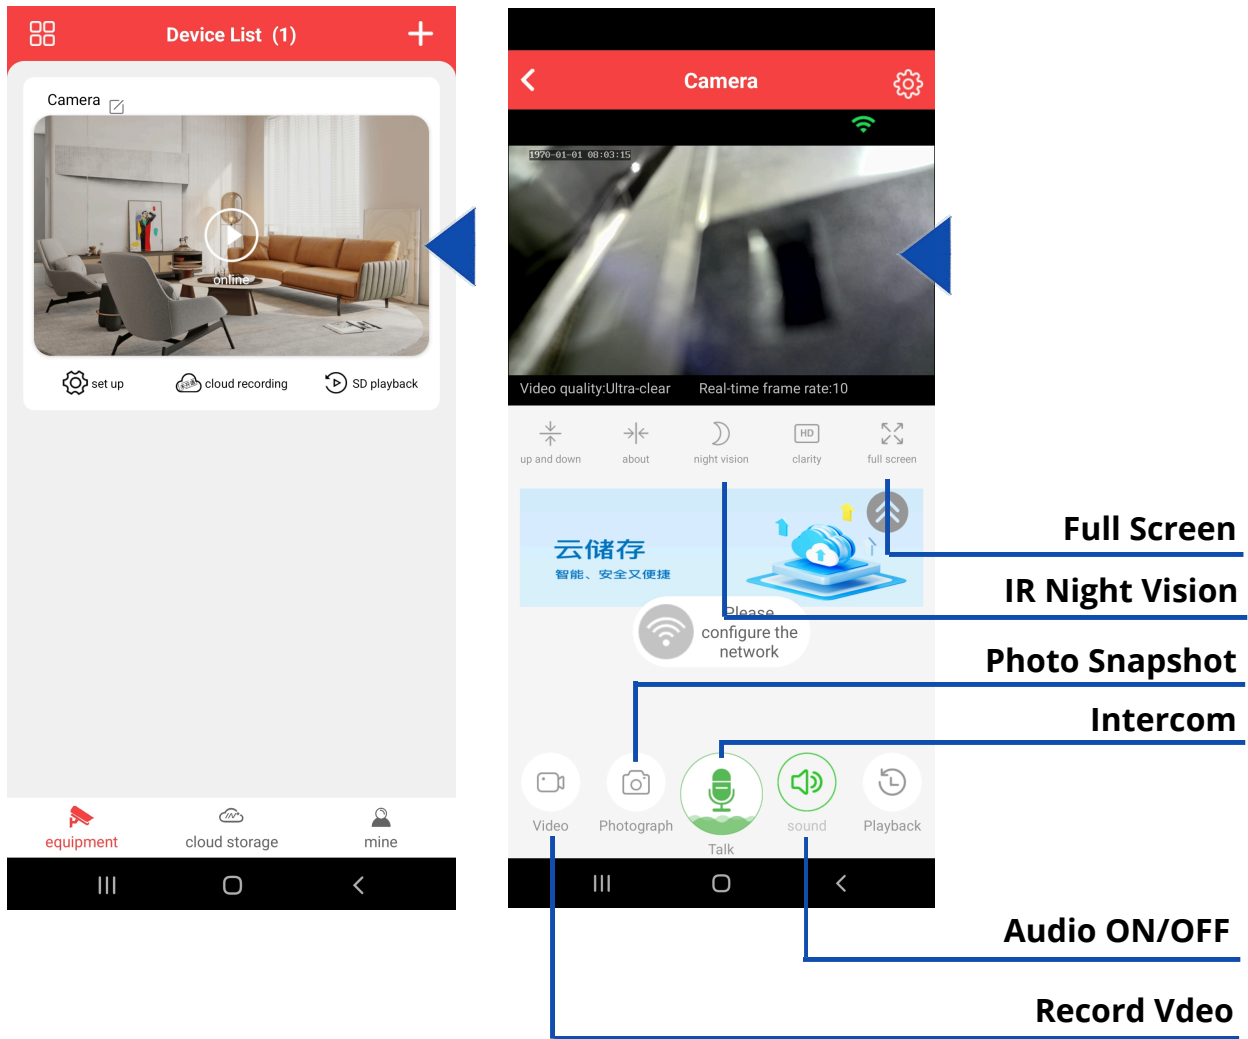 Device List (1)
Camera
online
set up
cloud recording
SD playback
equipment
cloud storage
mine
Camera
1970-01-01 08:03:15
Video quality:Ultra-clear Real-time frame rate:10
up and down
about
night vision
HD
clarity
full screen
云储存
智能、安全又便捷
Please
configure the
network
Video
Photograph
Talk
sound
Playback
Full Screen
IR Night Vision
Photo Snapshot
Intercom
Audio ON/OFF
Record Vdeo